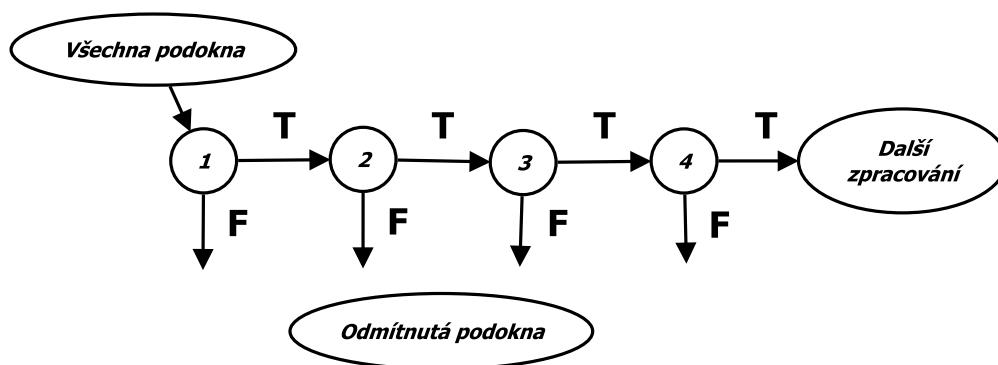 Všechna podokna
T T T T
1 2 3 4
Další
zpracování
F F F F
Odmítnutá podokna